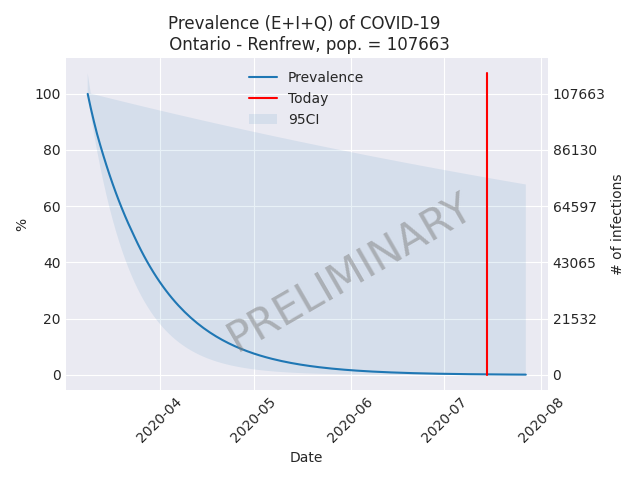 Prevalence (E+I+Q) of COVID-19
Ontario - Renfrew, pop. = 107663
Prevalence
Today
95CI
100
80
60
40
20
0
%
107663
86130
64597
43065
21532
0
# of infections
PRELIMINARY
2020-04
2020-05
2020-06
2020-07
2020-08
Date